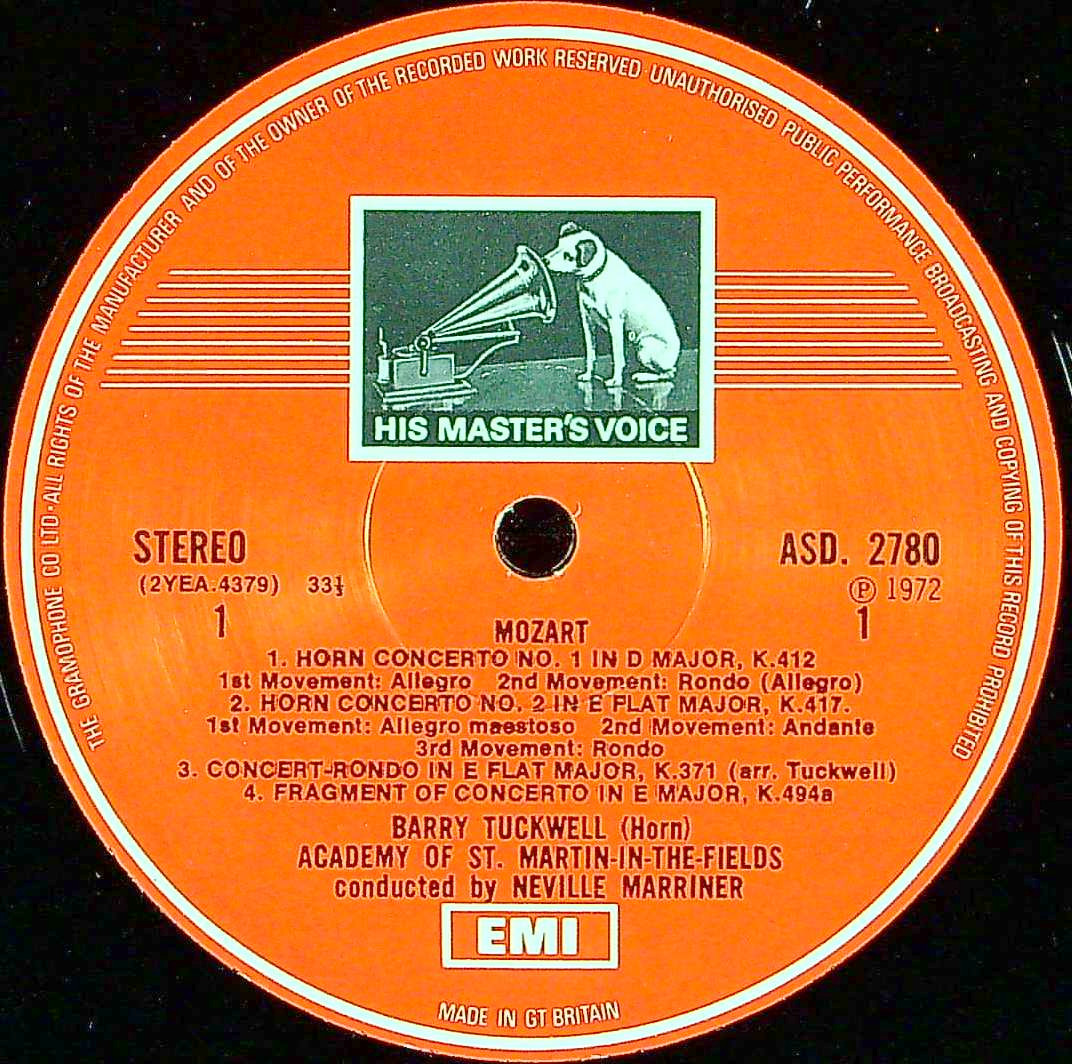 THE GRAMOPHONE CO LTD·ALL RIGHTS OF THE MANUFACTURER AND OF THE OWNER OF THE RECORDED WORK RESERVED·UNAUTHORISED PUBLIC PERFORMANCE BROADCASTING AND COPYING OF THIS RECORD PROHIBITED
HIS MASTER'S VOICE
STEREO
(2YEA.4379) 33⅓
1
ASD. 2780
Ⓟ 1972
1
MOZART
1. HORN CONCERTO NO. 1 IN D MAJOR, K.412
1st Movement: Allegro 2nd Movement: Rondo (Allegro)
2. HORN CONCERTO NO. 2 IN E FLAT MAJOR, K.417.
1st Movement: Allegro maestoso 2nd Movement: Andante
3rd Movement: Rondo
3. CONCERT-RONDO IN E FLAT MAJOR, K.371 (arr. Tuckwell)
4. FRAGMENT OF CONCERTO IN E MAJOR, K.494a
BARRY TUCKWELL (Horn)
ACADEMY OF ST. MARTIN-IN-THE-FIELDS
conducted by NEVILLE MARRINER
EMI
MADE IN GT BRITAIN